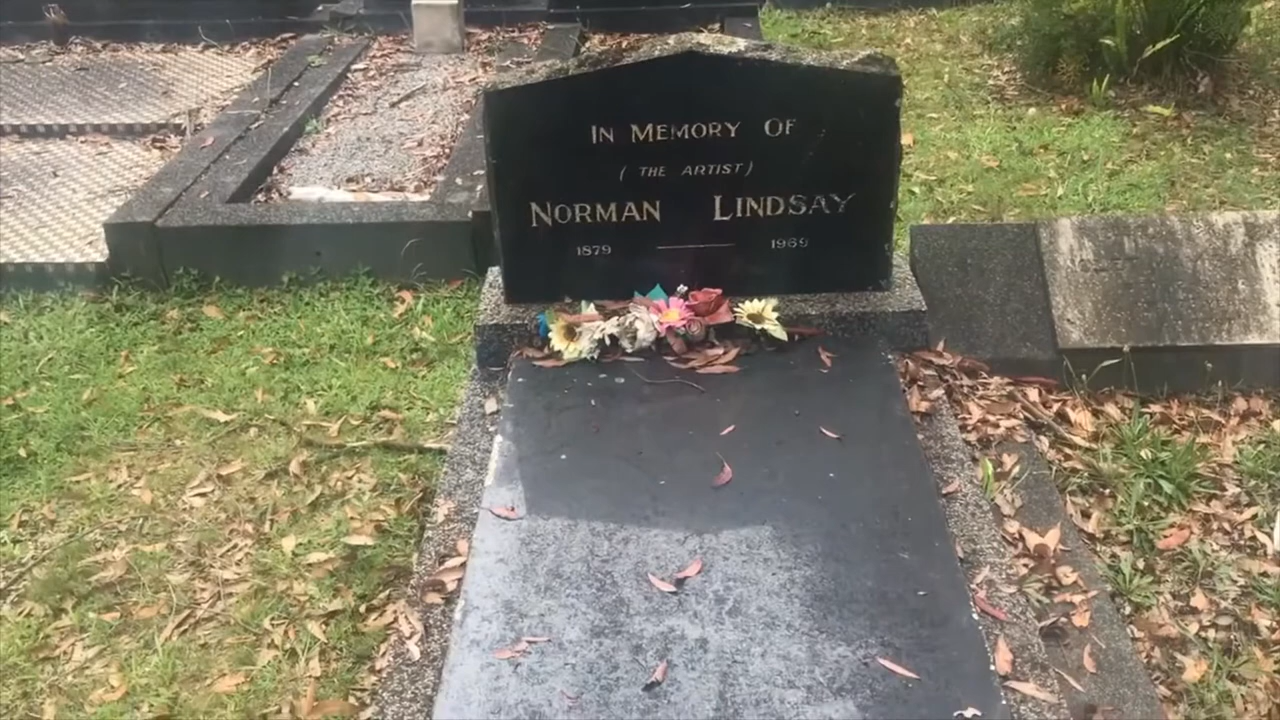 IN MEMORY OF
(THE ARTIST)
NORMAN LINDSAY
1879 — 1969